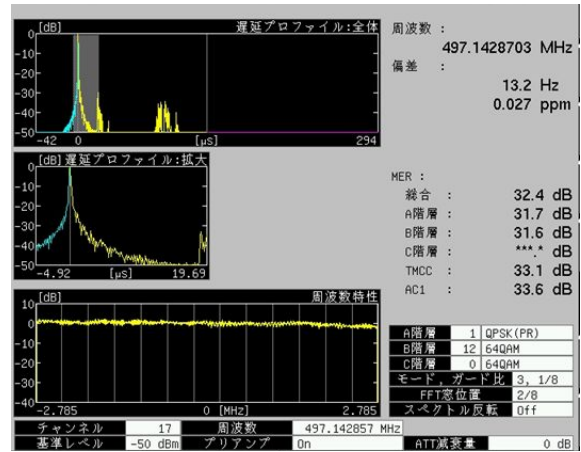 [dB] 遅延プロファイル:全体
0
-10
-20
-30
-40
-50
-42 0 [μS] 294
周波数 :
497.1428703 MHz
偏差 :
13.2 Hz
0.027 ppm
[dB] 遅延プロファイル:拡大
0
-10
-20
-30
-40
-50
-4.92 [μS] 19.69
MER :
総合 : 32.4 dB
A階層 : 31.7 dB
B階層 : 31.6 dB
C階層 : ***.* dB
TMCC : 33.1 dB
AC1 : 33.6 dB
[dB] 周波数特性
10
0
-10
-20
-30
-40
-2.785 0 [MHz] 2.785
A階層 1 QPSK(PR)
B階層 12 64QAM
C階層 0 64QAM
モード, ガード比 3, 1/8
FFT窓位置 2/8
スペクトル反転 Off
チャンネル 17 周波数 497.142857 MHz
基準レベル -50 dBm プリアンプ On ATT減衰量 0 dB